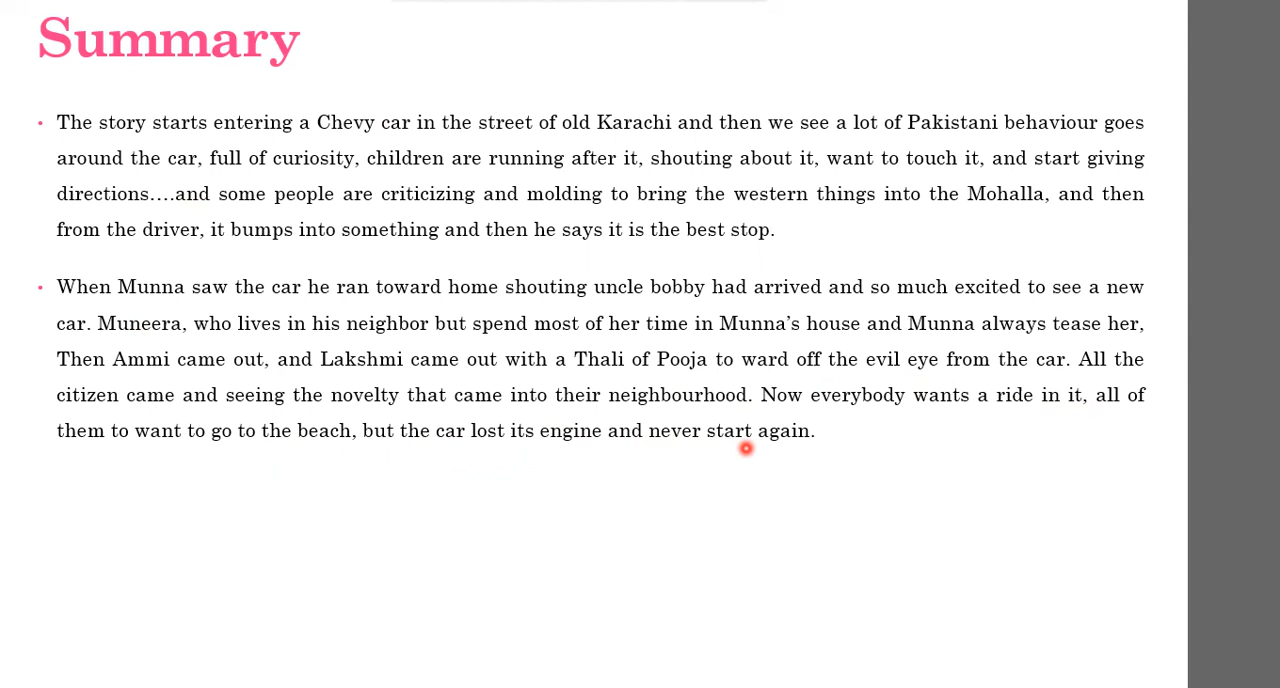 Summary
• The story starts entering a Chevy car in the street of old Karachi and then we see a lot of Pakistani behaviour goes
around the car, full of curiosity, children are running after it, shouting about it, want to touch it, and start giving
directions….and some people are criticizing and molding to bring the western things into the Mohalla, and then
from the driver, it bumps into something and then he says it is the best stop.
• When Munna saw the car he ran toward home shouting uncle bobby had arrived and so much excited to see a new
car. Muneera, who lives in his neighbor but spend most of her time in Munna’s house and Munna always tease her,
Then Ammi came out, and Lakshmi came out with a Thali of Pooja to ward off the evil eye from the car. All the
citizen came and seeing the novelty that came into their neighbourhood. Now everybody wants a ride in it, all of
them to want to go to the beach, but the car lost its engine and never start again.